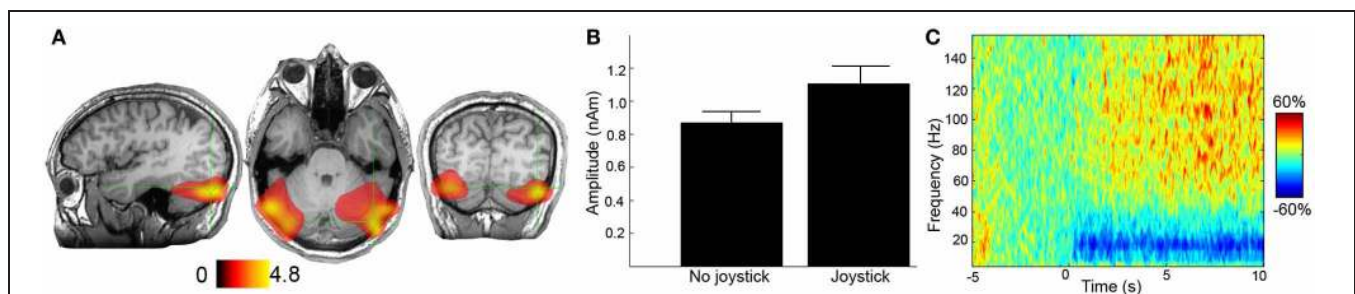 A
0
4.8
B
Amplitude (nAm)
1.2
1.0
0.8
0.6
0.4
0.2
No joystick
Joystick
C
Frequency (Hz)
140
120
100
80
60
40
20
-5
0
5
10
Time (s)
60%
-60%